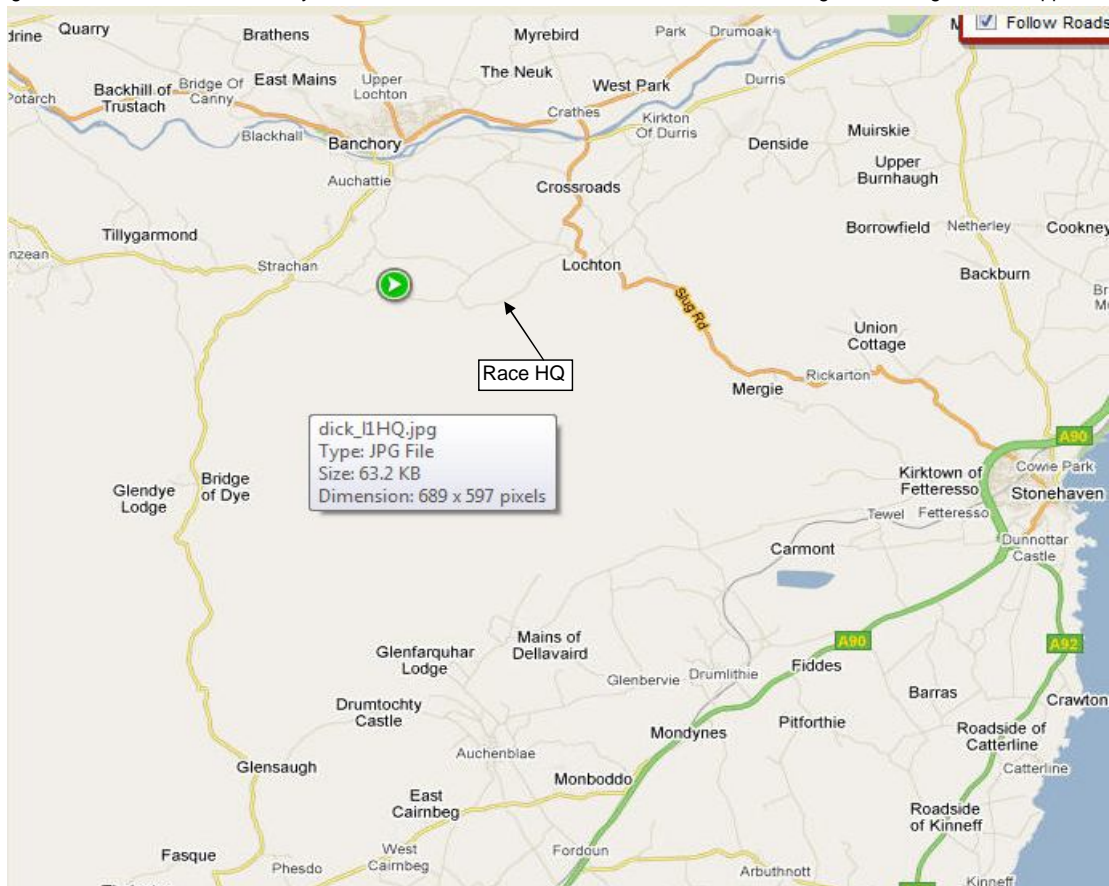 Follow Roads
Quarry
Brathens
Myrebird
Park
Drumoak
The Neuk
East Mains
Upper
Lochton
West Park
Durris
Bridge Of
Canny
Backhill of
Trustach
Potarch
Crathes
Kirkton
Of Durris
Blackhall
Banchory
Denside
Muirskie
Upper
Burnhaugh
Auchattie
Crossroads
Tillygarmond
Borrowfield
Netherley
Cookney
Strachan
Lochton
Backburn
Slug Rd
Union
Cottage
Race HQ
Mergie
Rickarton
dick_l1HQ.jpg
Type: JPG File
Size: 63.2 KB
Dimension: 689 x 597 pixels
A90
Kirktown of
Fetteresso
Cowie Park
Stonehaven
Bridge
of Dye
Glendye
Lodge
Tewel
Fetteresso
Carmont
Dunnottar
Castle
Mains of
Dellavaird
A90
A92
Glenfarquhar
Lodge
Glenbervie
Drumlithie
Fiddes
Barras
Crawton
Drumtochty
Castle
Mondynes
Pitforthie
Roadside of
Catterline
Auchenblae
Catterline
Glensaugh
Monboddo
East
Cairnbeg
Roadside
of Kinneff
Fasque
Phesdo
West
Cairnbeg
Fordoun
Arbuthnott
Kinneff